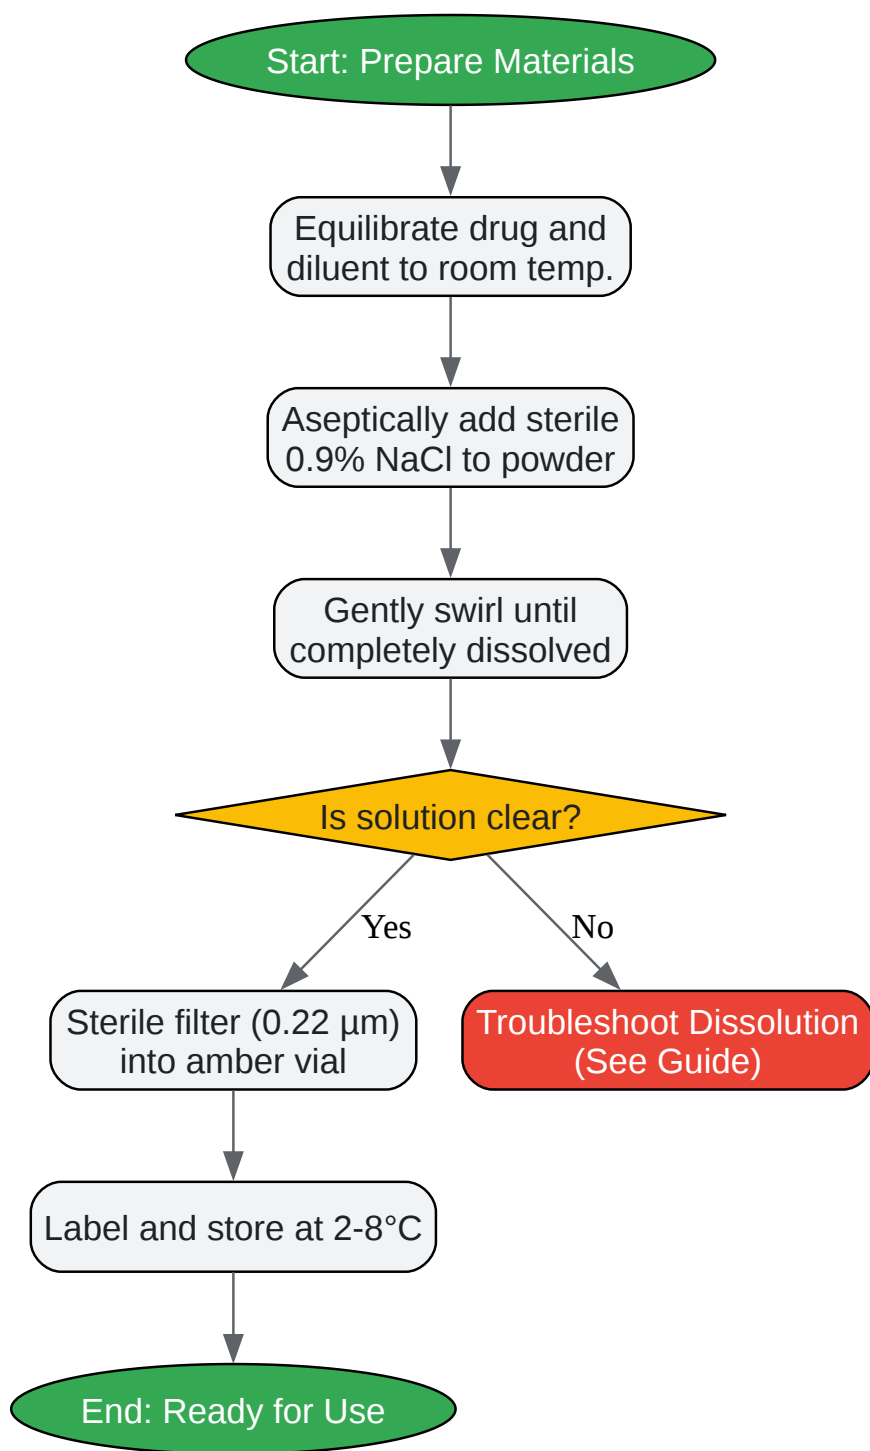 Start: Prepare Materials
Equilibrate drug and
diluent to room temp.
Aseptically add sterile
0.9% NaCl to powder
Gently swirl until
completely dissolved
Is solution clear?
Yes
No
Sterile filter (0.22 µm)
into amber vial
Troubleshoot Dissolution
(See Guide)
Label and store at 2-8°C
End: Ready for Use